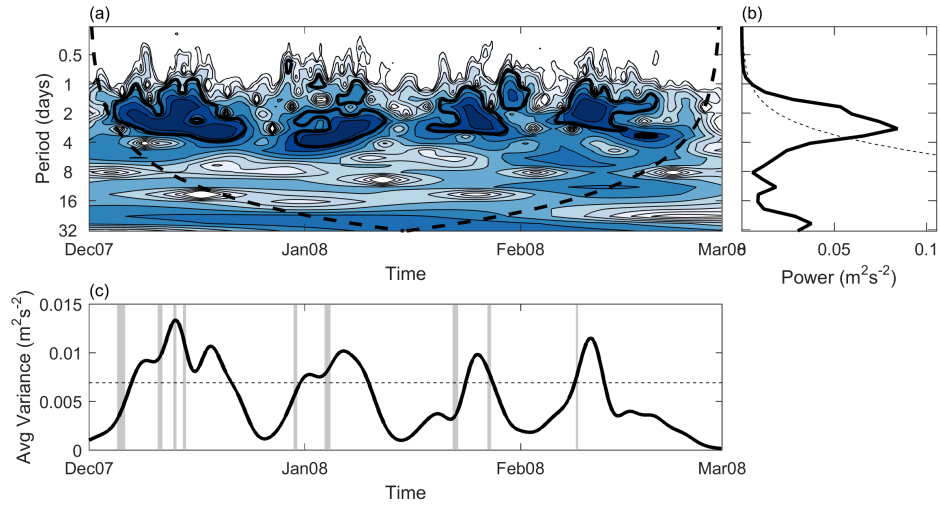 (a)
(b)
0.5
1
2
4
8
16
32
Period (days)
Dec07
Jan08
Feb08
Mar08
0.05
0.1
Time
Power (m²s⁻²)
(c)
0.015
0.01
0.005
0
Avg Variance (m²s⁻²)
Dec07
Jan08
Feb08
Mar08
Time